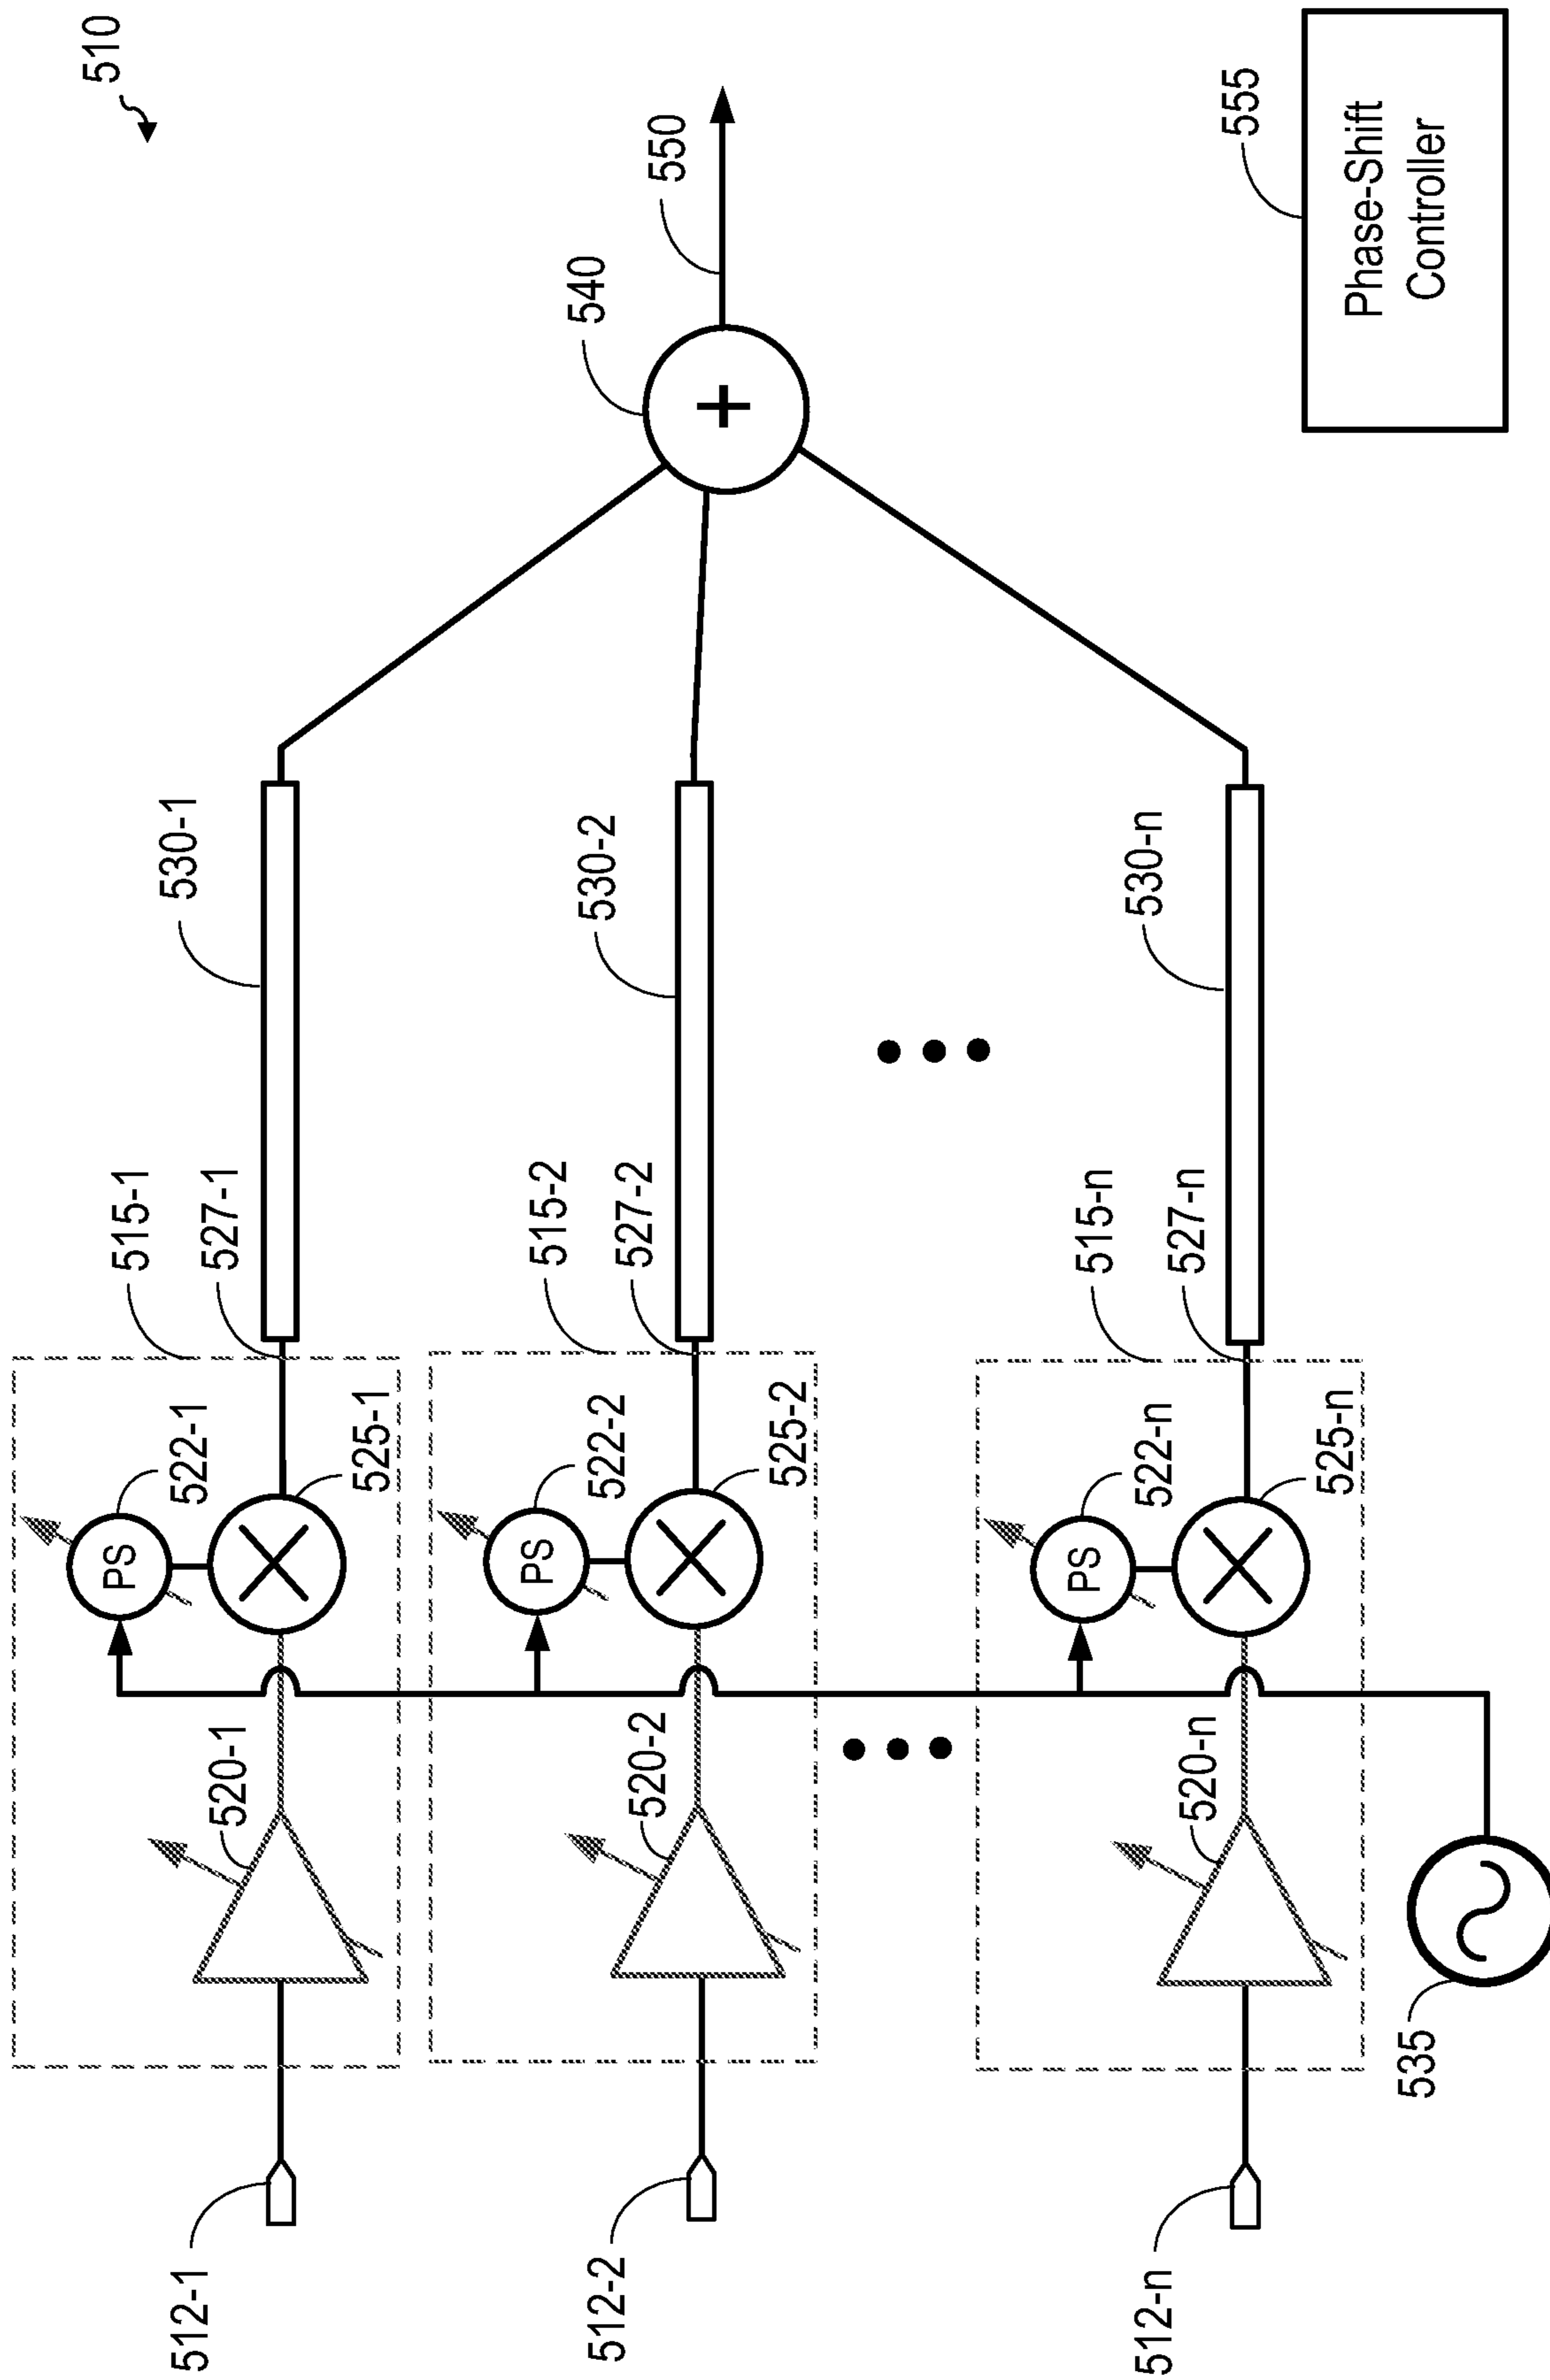 510
515-1
522-1
PS
527-1
530-1
520-1
525-1
512-1
540
550
515-2
522-2
PS
527-2
530-2
520-2
525-2
512-2
515-n
522-n
PS
527-n
530-n
520-n
525-n
512-n
535
555
Phase-Shift
Controller